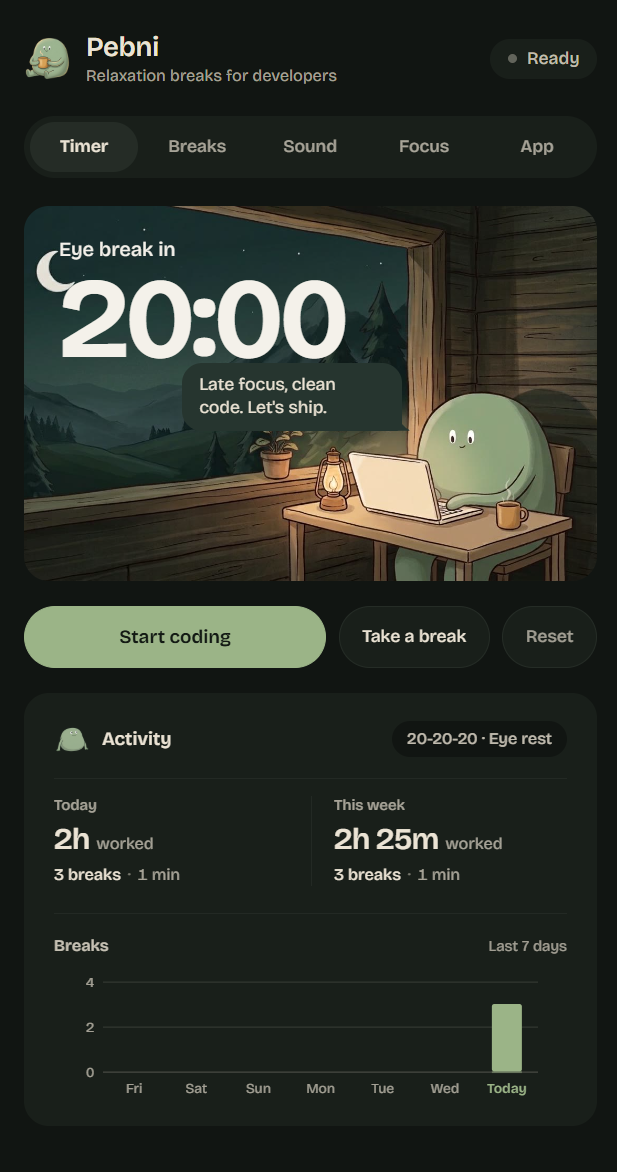 Pebni
Relaxation breaks for developers
Ready
Timer
Breaks
Sound
Focus
App
Eye break in
20:00
Late focus, clean
code. Let's ship.
Start coding
Take a break
Reset
Activity
20-20-20 · Eye rest
Today
2h worked
3 breaks · 1 min
This week
2h 25m worked
3 breaks · 1 min
Breaks
Last 7 days
4
2
0
Fri
Sat
Sun
Mon
Tue
Wed
Today